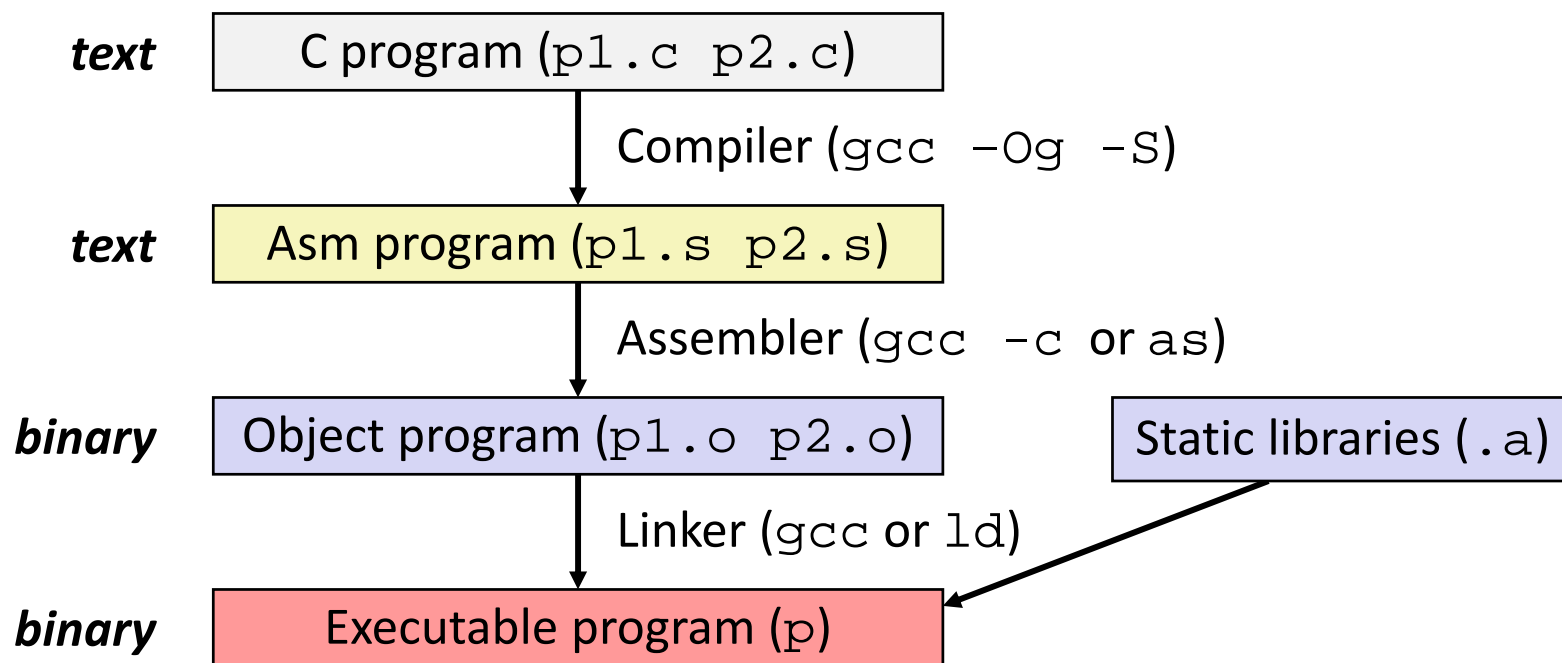 text C program (p1.c p2.c)
Compiler (gcc –Og -S)
text Asm program (p1.s p2.s)
Assembler (gcc -c or as)
binary Object program (p1.o p2.o) Static libraries (.a)
Linker (gcc or ld)
binary Executable program (p)